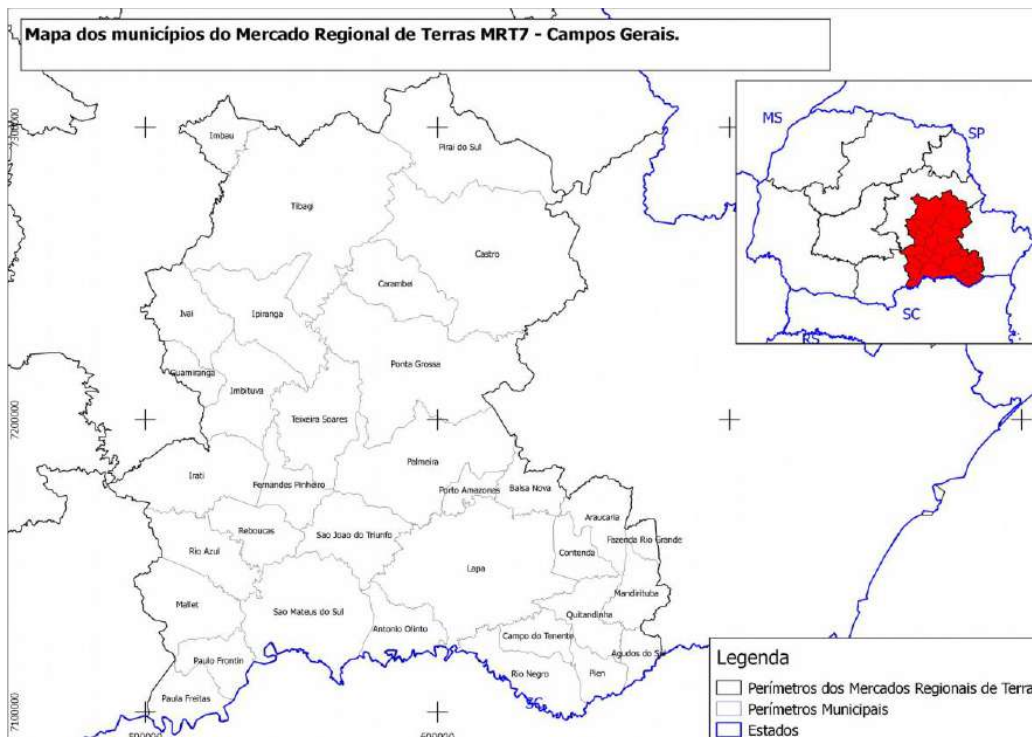 Mapa dos municípios do Mercado Regional de Terras MRT7 - Campos Gerais.
MS
SP
SC
RS
7300000
7200000
7100000
500000
600000
Imbau
Pirai do Sul
Tibagi
Castro
Carambei
Ivai
Ipiranga
Guamiranga
Ponta Grossa
Imbituva
Teixeira Soares
Palmeira
Irati
Fernandes Pinheiro
Porto Amazonas
Balsa Nova
Araucaria
Reboucas
Sao Joao do Triunfo
Fazenda Rio Grande
Rio Azul
Contenda
Lapa
Mandirituba
Mallet
Sao Mateus do Sul
Quitandinha
Antonio Olinto
Campo do Tenente
Agudos do Sul
Paulo Frontin
Rio Negro
Pien
Paula Freitas
SC
Legenda
Perímetros dos Mercados Regionais de Terra
Perímetros Municipais
Estados